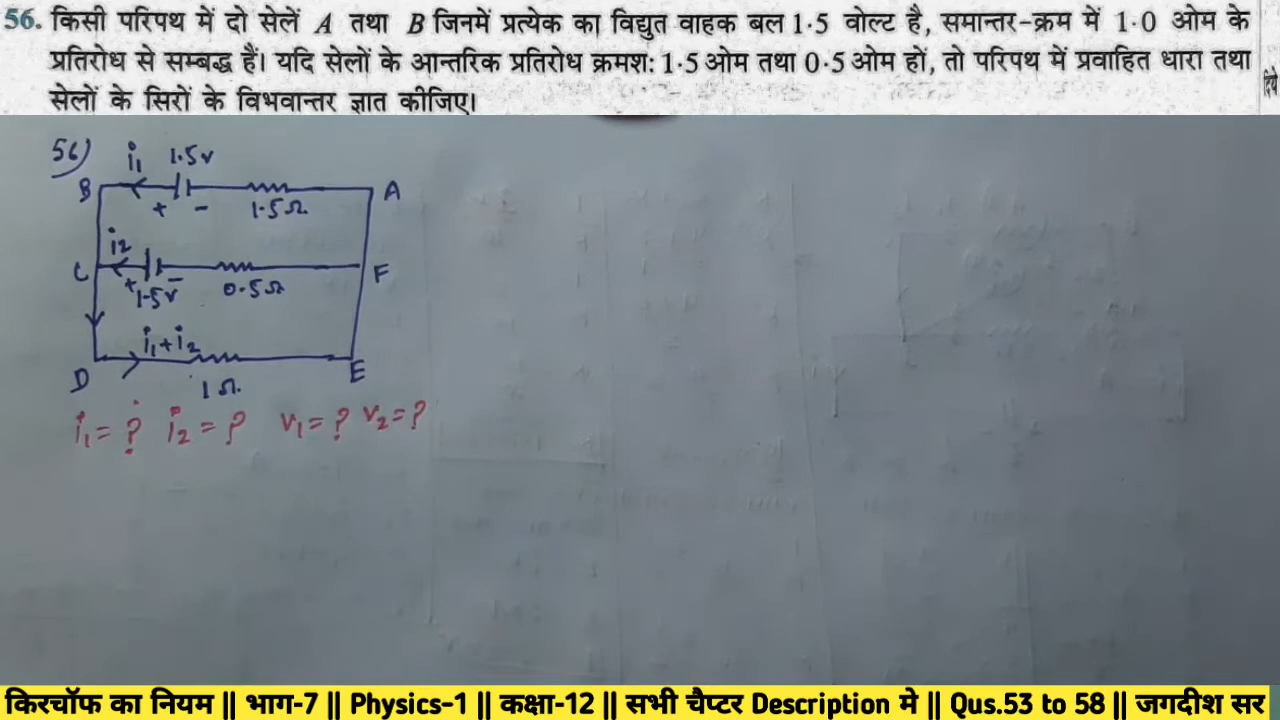 56. किसी परिपथ में दो सेलें A तथा B जिनमें प्रत्येक का विद्युत वाहक बल 1·5 वोल्ट है, समान्तर-क्रम में 1·0 ओम के
प्रतिरोध से सम्बद्ध हैं। यदि सेलों के आन्तरिक प्रतिरोध क्रमश: 1·5 ओम तथा 0·5 ओम हों, तो परिपथ में प्रवाहित धारा तथा
सेलों के सिरों के विभवान्तर ज्ञात कीजिए।
56)
i₁ 1.5v
B A
+ - 1.5Ω
i₂
C F
+ -
1.5v 0.5Ω
i₁+i₂
D E
1Ω
i₁=? i₂=? v₁=? v₂=?
किरचॉफ का नियम || भाग-7 || Physics-1 || कक्षा-12 || सभी चैप्टर Description मे || Qus.53 to 58 || जगदीश सर